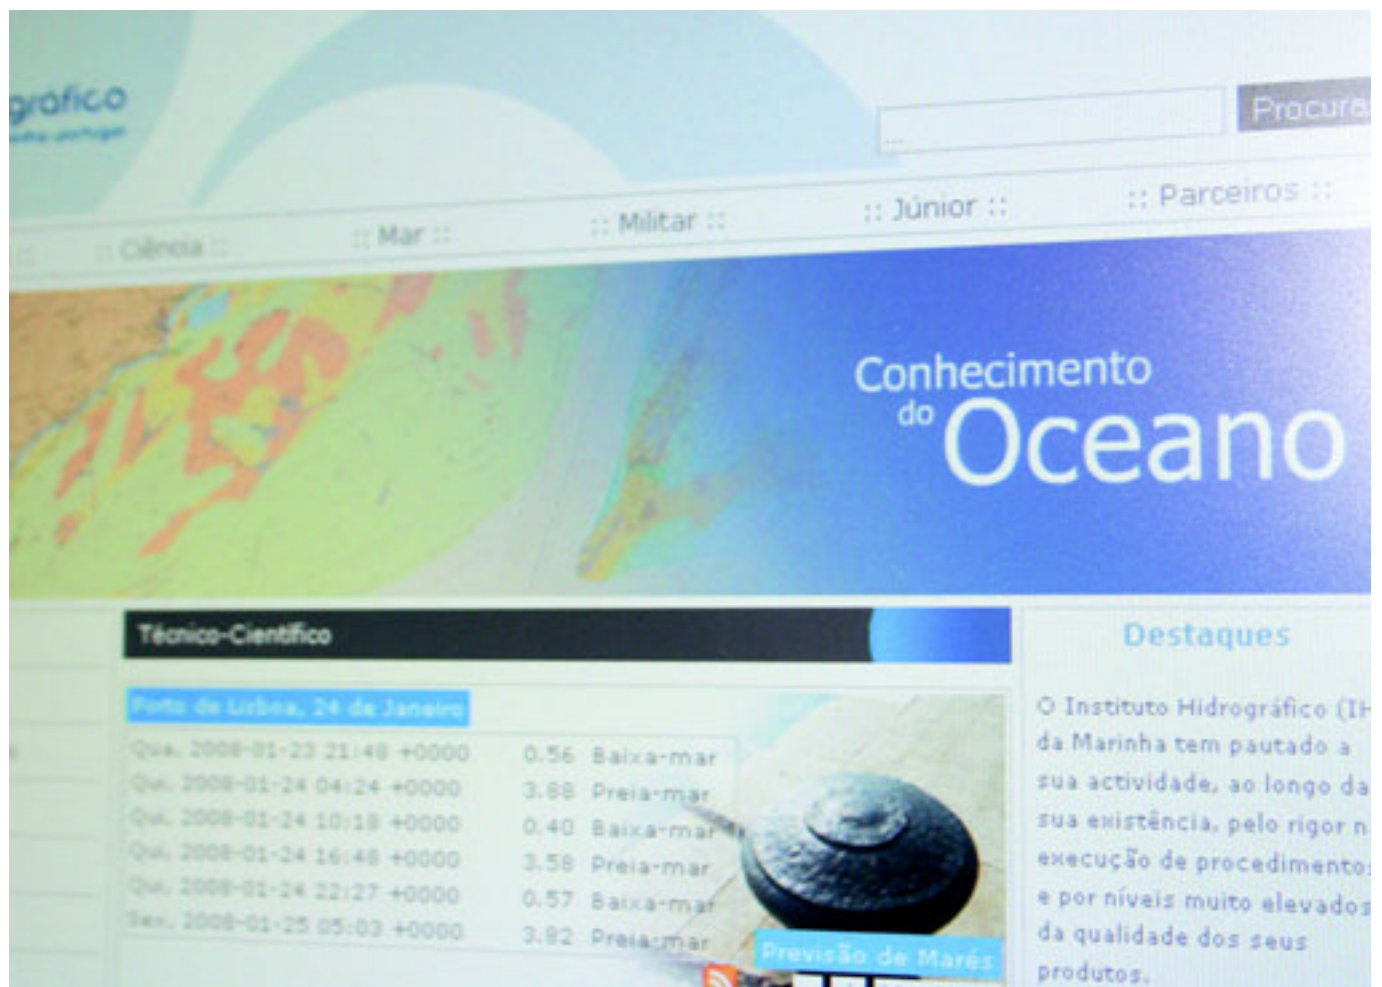 gráfico
...
Procura
:: Ciência :: :: Mar :: :: Militar :: :: Júnior :: :: Parceiros ::
Conhecimento
do Oceano
Técnico-Científico
Porto de Lisboa, 24 de Janeiro
Qua, 2008-01-23 21:48 +0000 0.56 Baixa-mar
Qui, 2008-01-24 04:24 +0000 3.88 Preia-mar
Qui, 2008-01-24 10:18 +0000 0.40 Baixa-mar
Qui, 2008-01-24 16:48 +0000 3.58 Preia-mar
Qui, 2008-01-24 22:27 +0000 0.57 Baixa-mar
Sex, 2008-01-25 05:03 +0000 3.82 Preia-mar
Previsão de Marés
Destaques
O Instituto Hidrográfico (IH
da Marinha tem pautado a
sua actividade, ao longo da
sua existência, pelo rigor n
execução de procedimentos
e por níveis muito elevados
da qualidade dos seus
produtos.